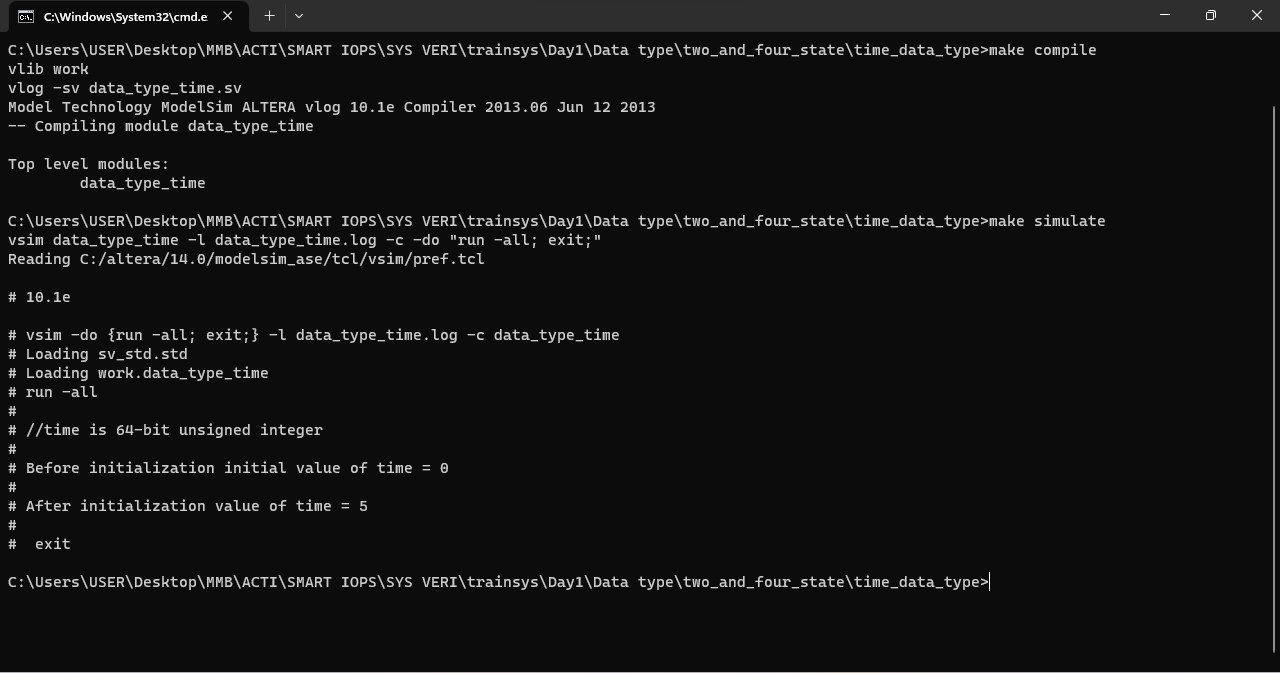 C:\Windows\System32\cmd.e
C:\Users\USER\Desktop\MMB\ACTI\SMART IOPS\SYS VERI\trainsys\Day1\Data type\two_and_four_state\time_data_type>make compile
vlib work
vlog -sv data_type_time.sv
Model Technology ModelSim ALTERA vlog 10.1e Compiler 2013.06 Jun 12 2013
-- Compiling module data_type_time
Top level modules:
data_type_time
C:\Users\USER\Desktop\MMB\ACTI\SMART IOPS\SYS VERI\trainsys\Day1\Data type\two_and_four_state\time_data_type>make simulate
vsim data_type_time -l data_type_time.log -c -do "run -all; exit;"
Reading C:/altera/14.0/modelsim_ase/tcl/vsim/pref.tcl
# 10.1e
# vsim -do {run -all; exit;} -l data_type_time.log -c data_type_time
# Loading sv_std.std
# Loading work.data_type_time
# run -all
#
# //time is 64-bit unsigned integer
#
# Before initialization initial value of time = 0
#
# After initialization value of time = 5
#
#  exit
C:\Users\USER\Desktop\MMB\ACTI\SMART IOPS\SYS VERI\trainsys\Day1\Data type\two_and_four_state\time_data_type>